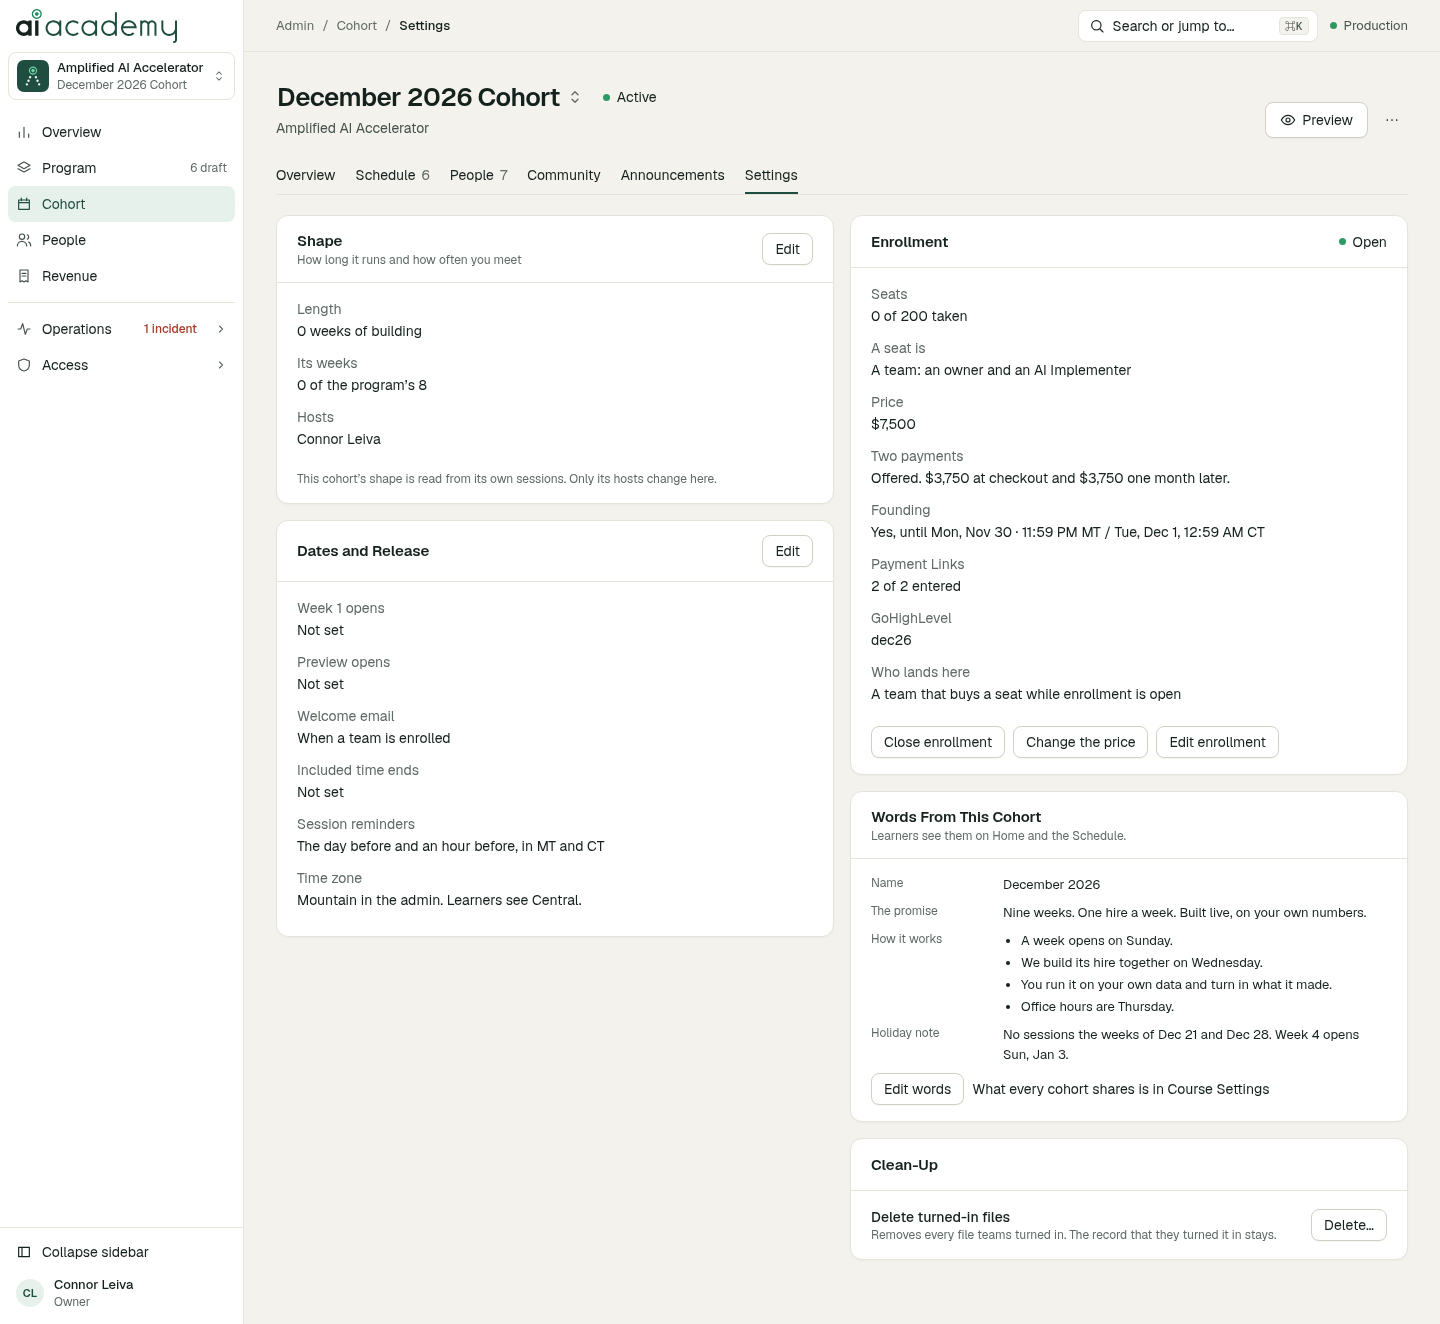 ai academy
Amplified AI Accelerator
December 2026 Cohort
Overview
Program 6 draft
Cohort
People
Revenue
Operations 1 incident
Access
Collapse sidebar
CL
Connor Leiva
Owner
Admin / Cohort / Settings
Search or jump to… ⌘K
Production
December 2026 Cohort
Active
Amplified AI Accelerator
Preview
Overview Schedule 6 People 7 Community Announcements Settings
Shape
How long it runs and how often you meet
Edit
Length
0 weeks of building
Its weeks
0 of the program's 8
Hosts
Connor Leiva
This cohort's shape is read from its own sessions. Only its hosts change here.
Dates and Release
Edit
Week 1 opens
Not set
Preview opens
Not set
Welcome email
When a team is enrolled
Included time ends
Not set
Session reminders
The day before and an hour before, in MT and CT
Time zone
Mountain in the admin. Learners see Central.
Enrollment
Open
Seats
0 of 200 taken
A seat is
A team: an owner and an AI Implementer
Price
$7,500
Two payments
Offered. $3,750 at checkout and $3,750 one month later.
Founding
Yes, until Mon, Nov 30 · 11:59 PM MT / Tue, Dec 1, 12:59 AM CT
Payment Links
2 of 2 entered
GoHighLevel
dec26
Who lands here
A team that buys a seat while enrollment is open
Close enrollment Change the price Edit enrollment
Words From This Cohort
Learners see them on Home and the Schedule.
Name December 2026
The promise Nine weeks. One hire a week. Built live, on your own numbers.
How it works • A week opens on Sunday.
• We build its hire together on Wednesday.
• You run it on your own data and turn in what it made.
• Office hours are Thursday.
Holiday note No sessions the weeks of Dec 21 and Dec 28. Week 4 opens
Sun, Jan 3.
Edit words What every cohort shares is in Course Settings
Clean-Up
Delete turned-in files
Removes every file teams turned in. The record that they turned it in stays.
Delete…